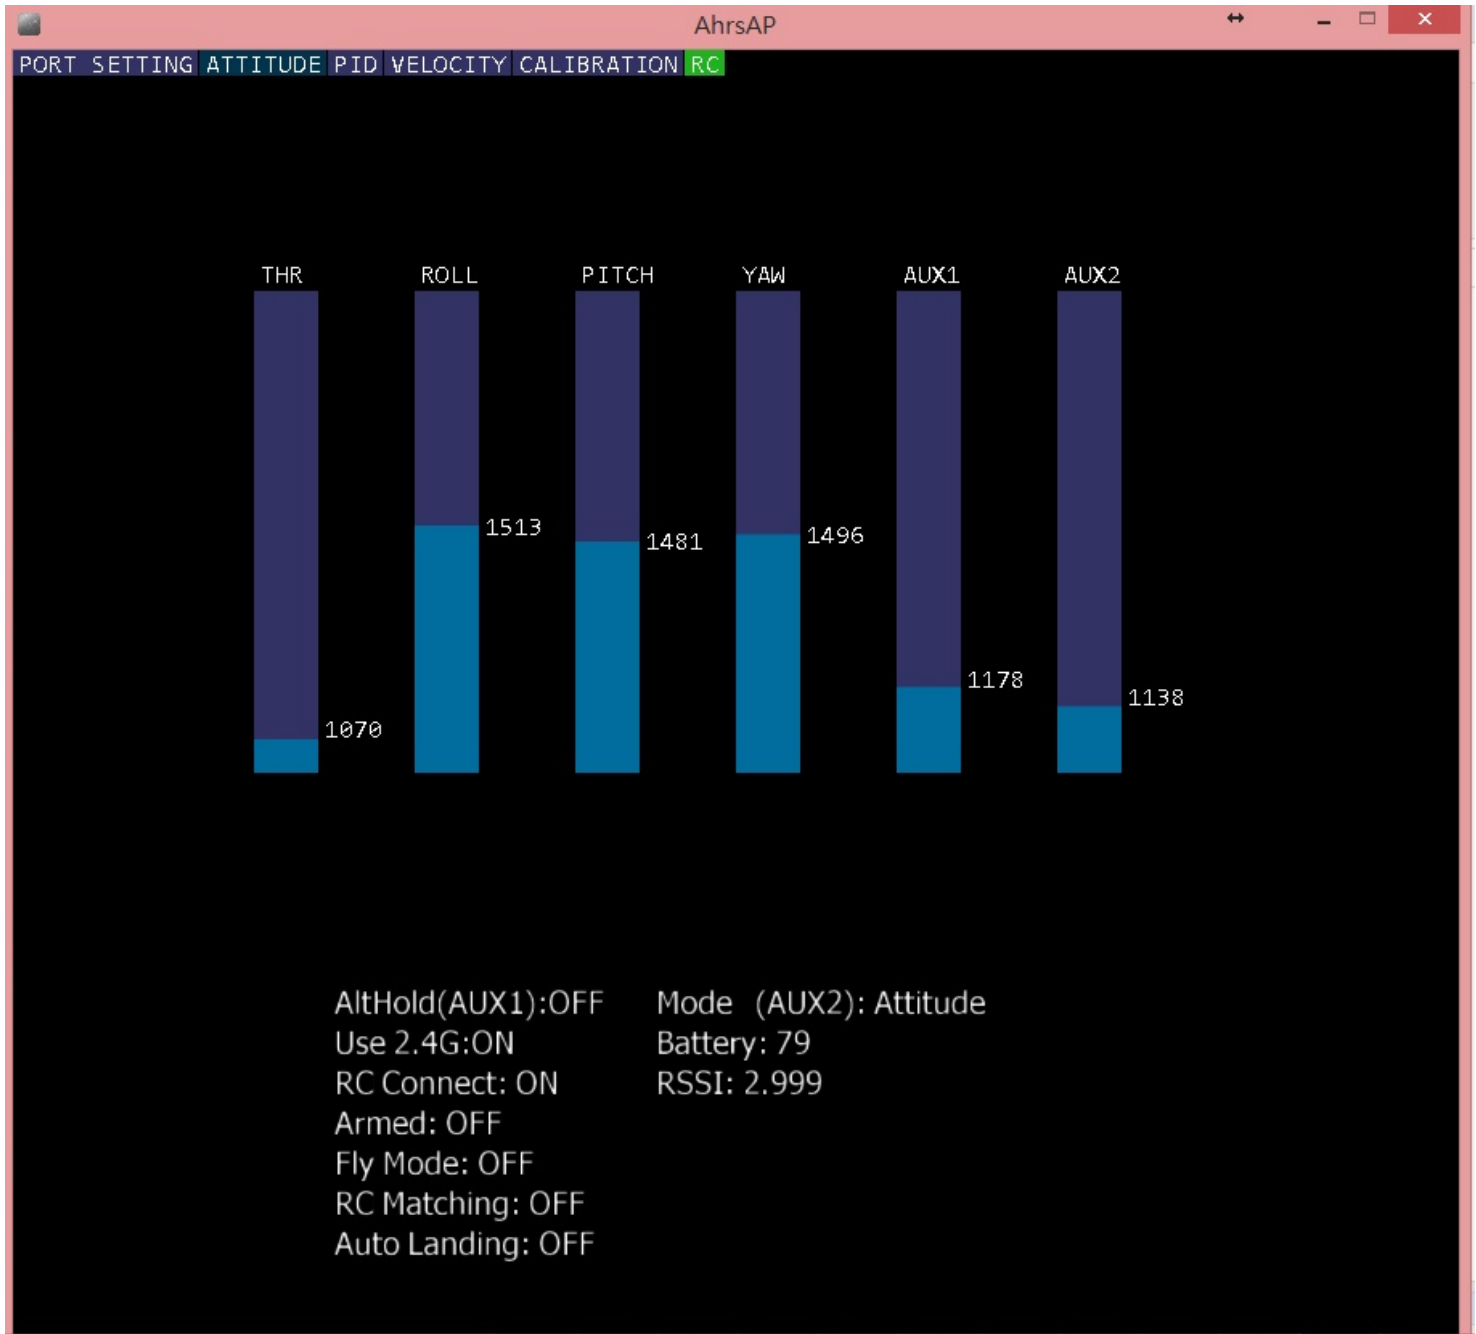 AhrsAP
PORT SETTING ATTITUDE PID VELOCITY CALIBRATION RC
THR ROLL PITCH YAW AUX1 AUX2
1513
1481
1496
1178
1138
1070
AltHold(AUX1):OFF Mode (AUX2): Attitude
Use 2.4G:ON Battery: 79
RC Connect: ON RSSI: 2.999
Armed: OFF
Fly Mode: OFF
RC Matching: OFF
Auto Landing: OFF